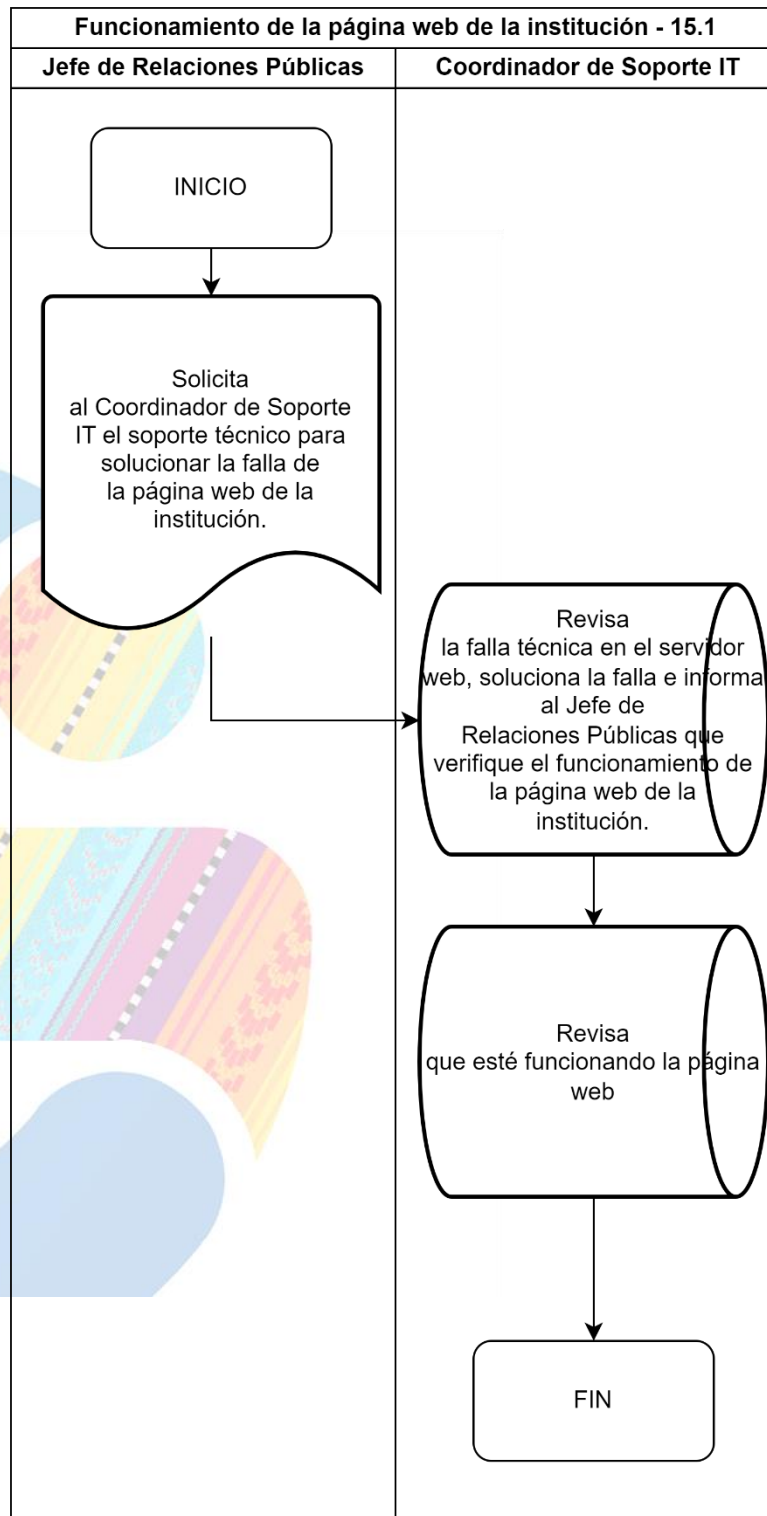 Funcionamiento de la página web de la institución - 15.1
Jefe de Relaciones Públicas
Coordinador de Soporte IT
INICIO
Solicita
al Coordinador de Soporte
IT el soporte técnico para
solucionar la falla de
la página web de la
institución.
Revisa
la falla técnica en el servidor
web, soluciona la falla e informa
al Jefe de
Relaciones Públicas que
verifique el funcionamiento de
la página web de la
institución.
Revisa
que esté funcionando la página
web
FIN